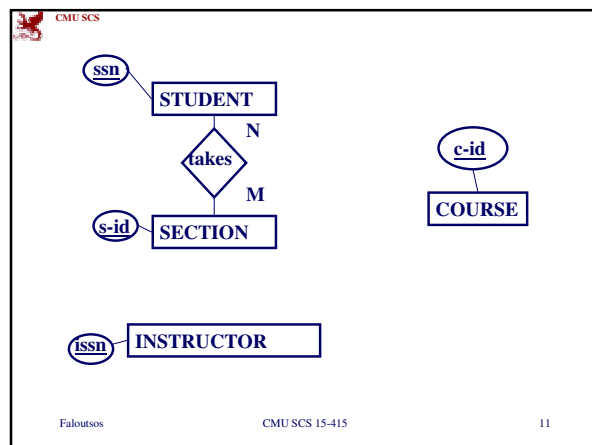 CMU SCS
ssn
STUDENT
N
takes
c-id
M
COURSE
s-id
SECTION
issn
INSTRUCTOR
Faloutsos CMU SCS 15-415 11